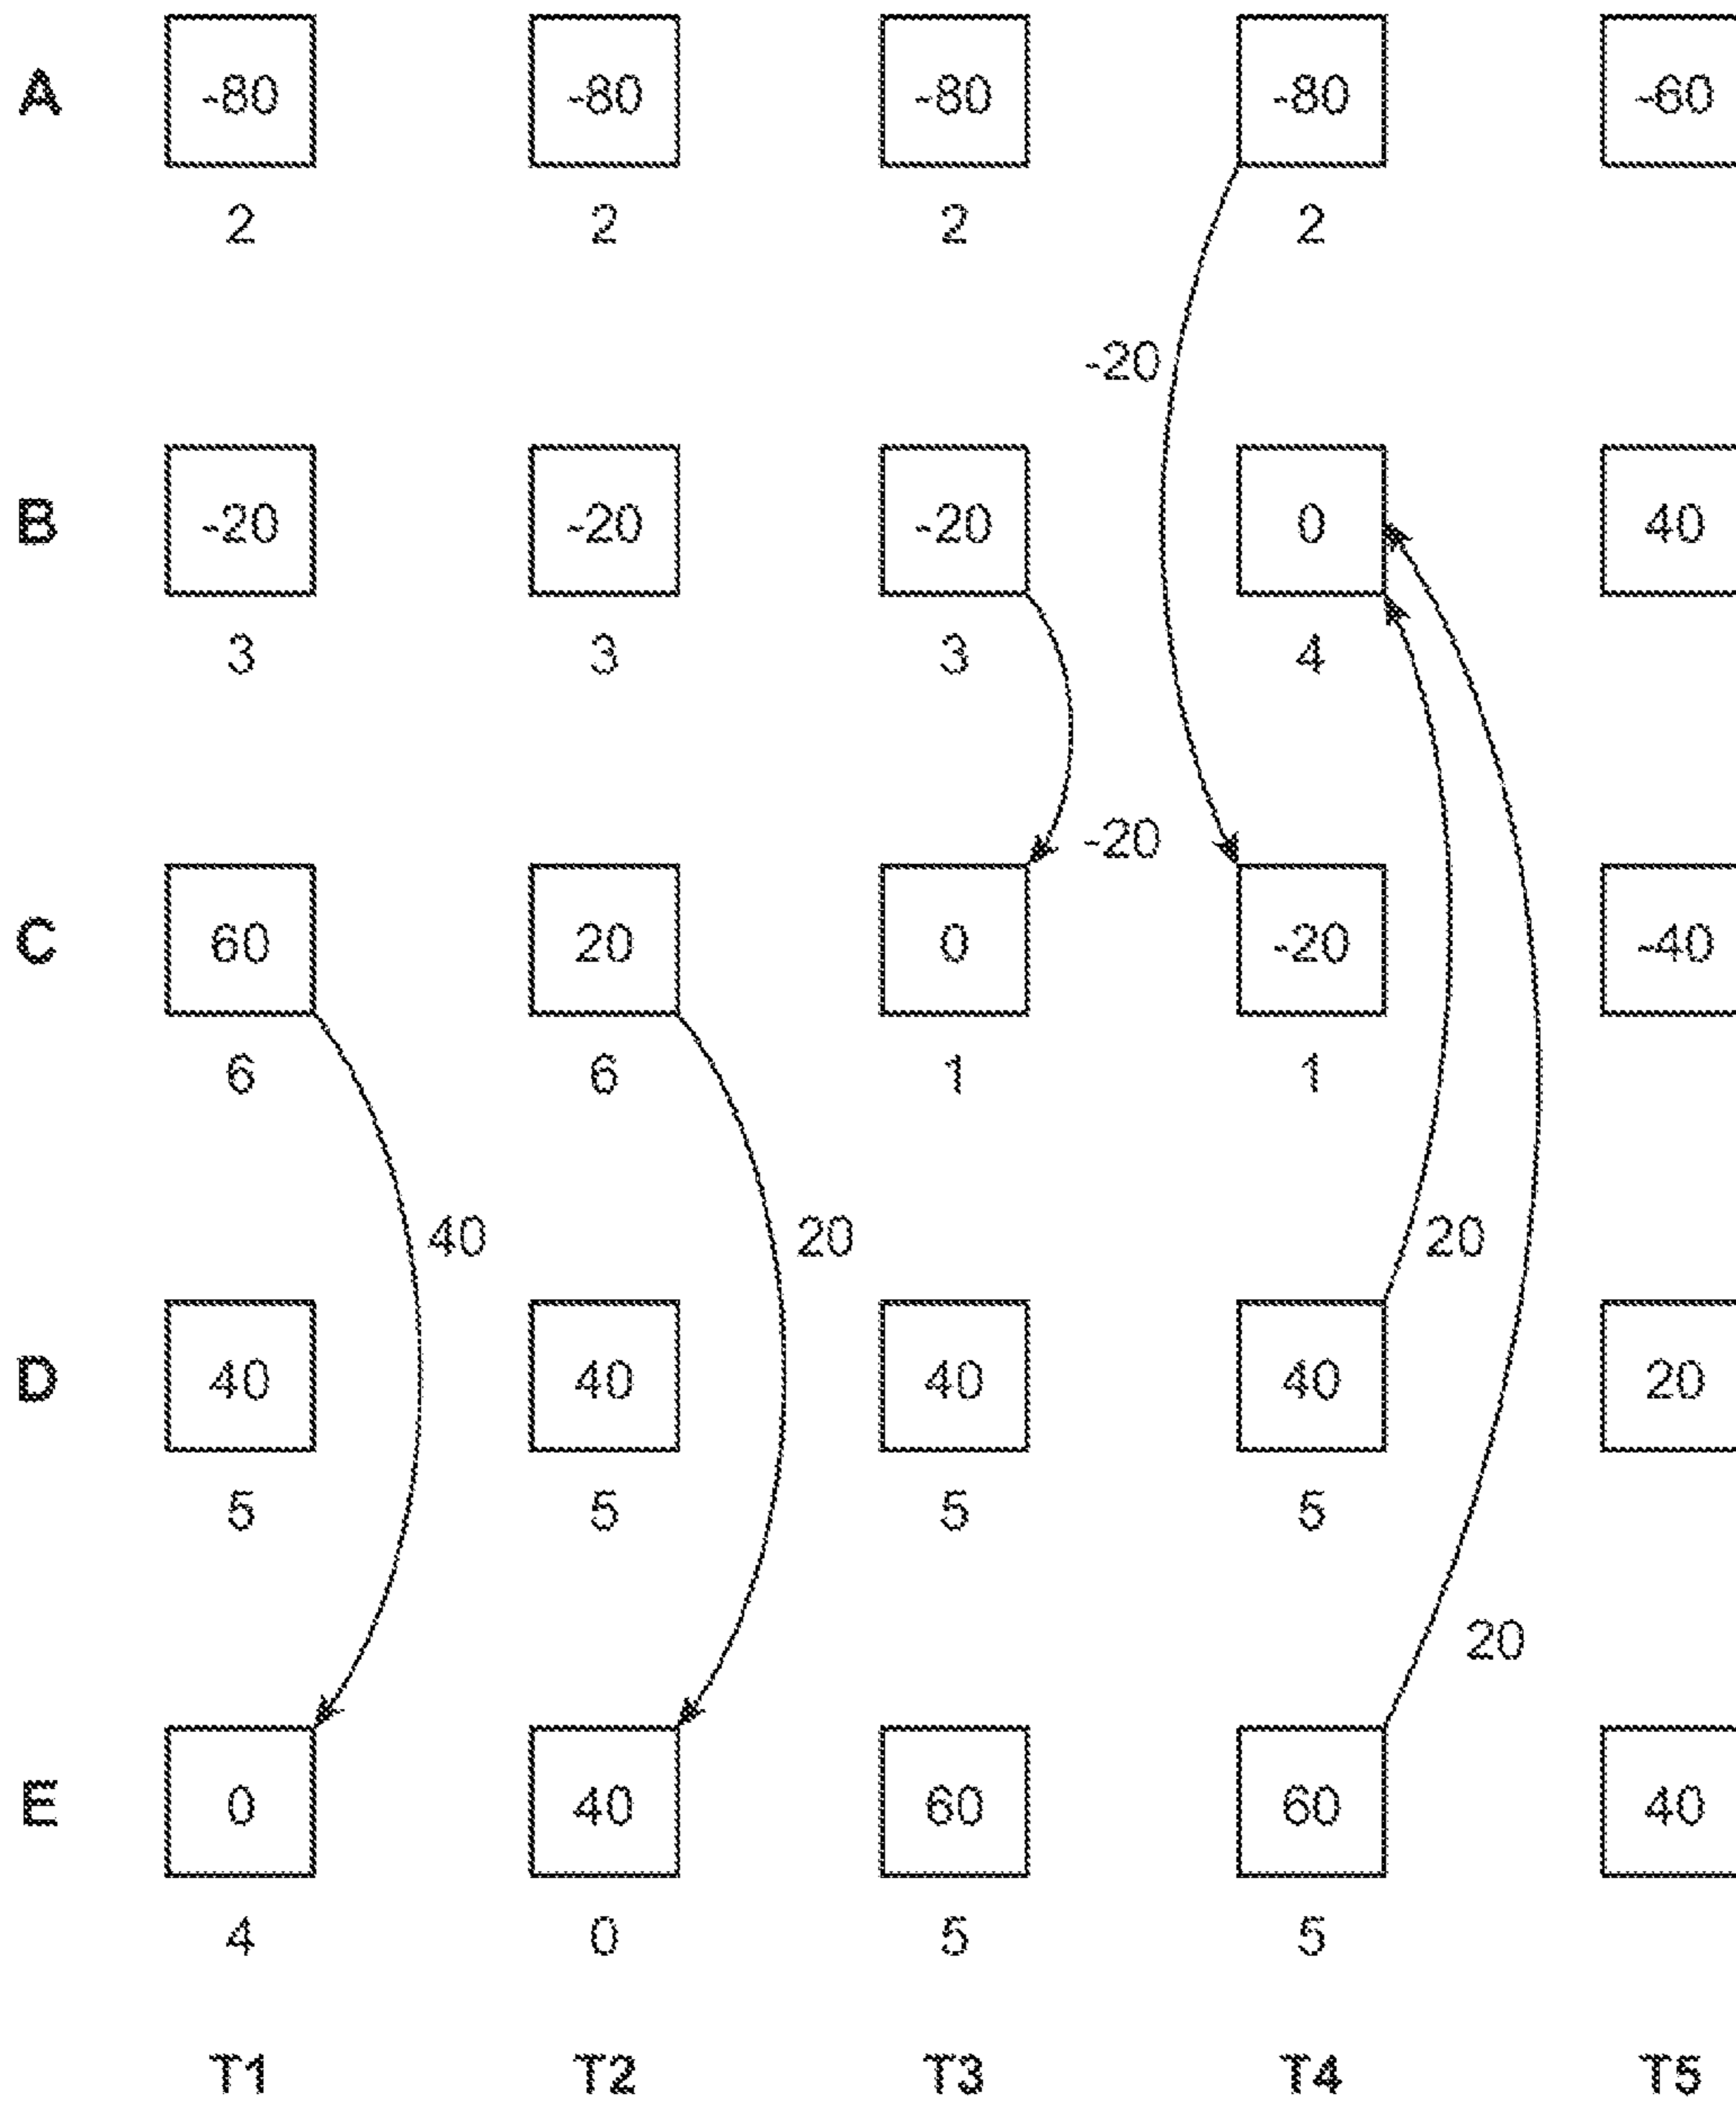 A -80 -80 -80 -80 -60
2 2 2 2
-20
B -20 -20 -20 0 40
3 3 3 4
-20
C 60 20 0 -20 -40
6 6 1 1
40 20 20
D 40 40 40 40 20
5 5 5 5
20
E 0 40 60 60 40
4 0 5 5
T1 T2 T3 T4 T5